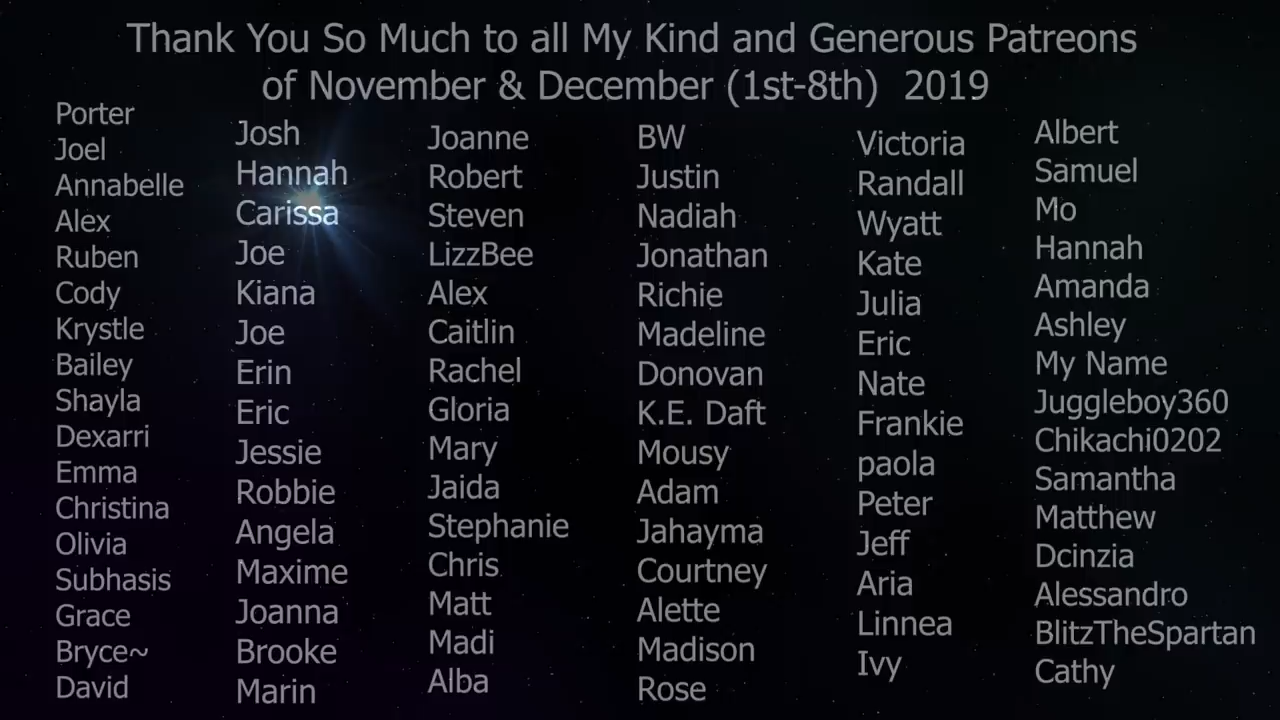 Thank You So Much to all My Kind and Generous Patreons
of November & December (1st-8th)  2019
Porter
Joel
Annabelle
Alex
Ruben
Cody
Krystle
Bailey
Shayla
Dexarri
Emma
Christina
Olivia
Subhasis
Grace
Bryce~
David
Josh
Hannah
Carissa
Joe
Kiana
Joe
Erin
Eric
Jessie
Robbie
Angela
Maxime
Joanna
Brooke
Marin
Joanne
Robert
Steven
LizzBee
Alex
Caitlin
Rachel
Gloria
Mary
Jaida
Stephanie
Chris
Matt
Madi
Alba
BW
Justin
Nadiah
Jonathan
Richie
Madeline
Donovan
K.E. Daft
Mousy
Adam
Jahayma
Courtney
Alette
Madison
Rose
Victoria
Randall
Wyatt
Kate
Julia
Eric
Nate
Frankie
paola
Peter
Jeff
Aria
Linnea
Ivy
Albert
Samuel
Mo
Hannah
Amanda
Ashley
My Name
Juggleboy360
Chikachi0202
Samantha
Matthew
Dcinzia
Alessandro
BlitzTheSpartan
Cathy